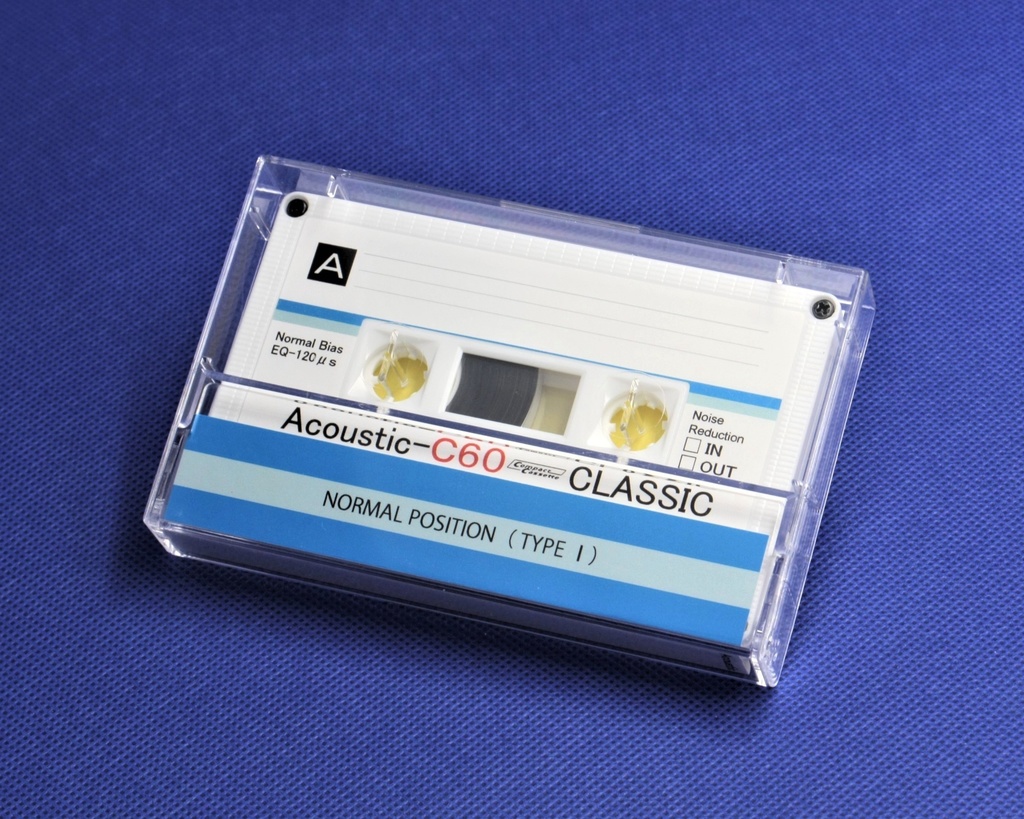 A
Normal Bias
EQ-120μs
Noise
Reduction
IN
OUT
Acoustic-C60 Compact Cassette CLASSIC
NORMAL POSITION (TYPE I)